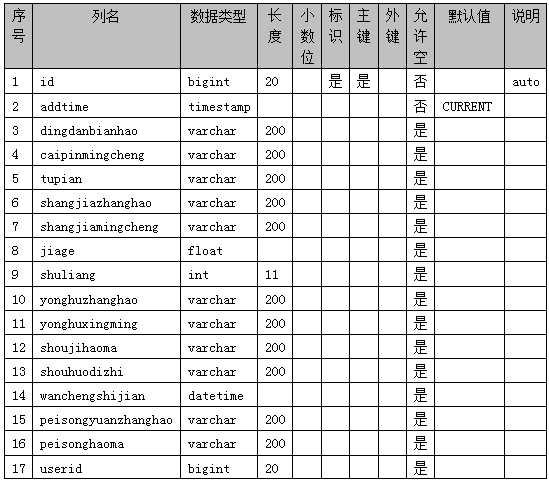 序号 列名 数据类型 长度 小数位 标识 主键 外键 允许空 默认值 说明
1 id bigint 20 是 是 否 auto
2 addtime timestamp 否 CURRENT
3 dingdanbianhao varchar 200 是
4 caipinmingcheng varchar 200 是
5 tupian varchar 200 是
6 shangjiazhanghao varchar 200 是
7 shangjiamingcheng varchar 200 是
8 jiage float 是
9 shuliang int 11 是
10 yonghuzhanghao varchar 200 是
11 yonghuxingming varchar 200 是
12 shoujihaoma varchar 200 是
13 shouhuodizhi varchar 200 是
14 wanchengshijian datetime 是
15 peisongyuanzhanghao varchar 200 是
16 peisonghaoma varchar 200 是
17 userid bigint 20 是